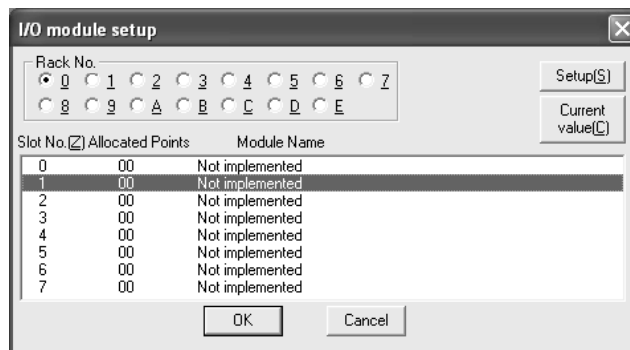 I/O module setup
Rack No.
0 1 2 3 4 5 6 7
8 9 A B C D E
Setup(S)
Current
value(C)
Slot No.(Z) Allocated Points Module Name
0 00 Not implemented
1 00 Not implemented
2 00 Not implemented
3 00 Not implemented
4 00 Not implemented
5 00 Not implemented
6 00 Not implemented
7 00 Not implemented
OK Cancel